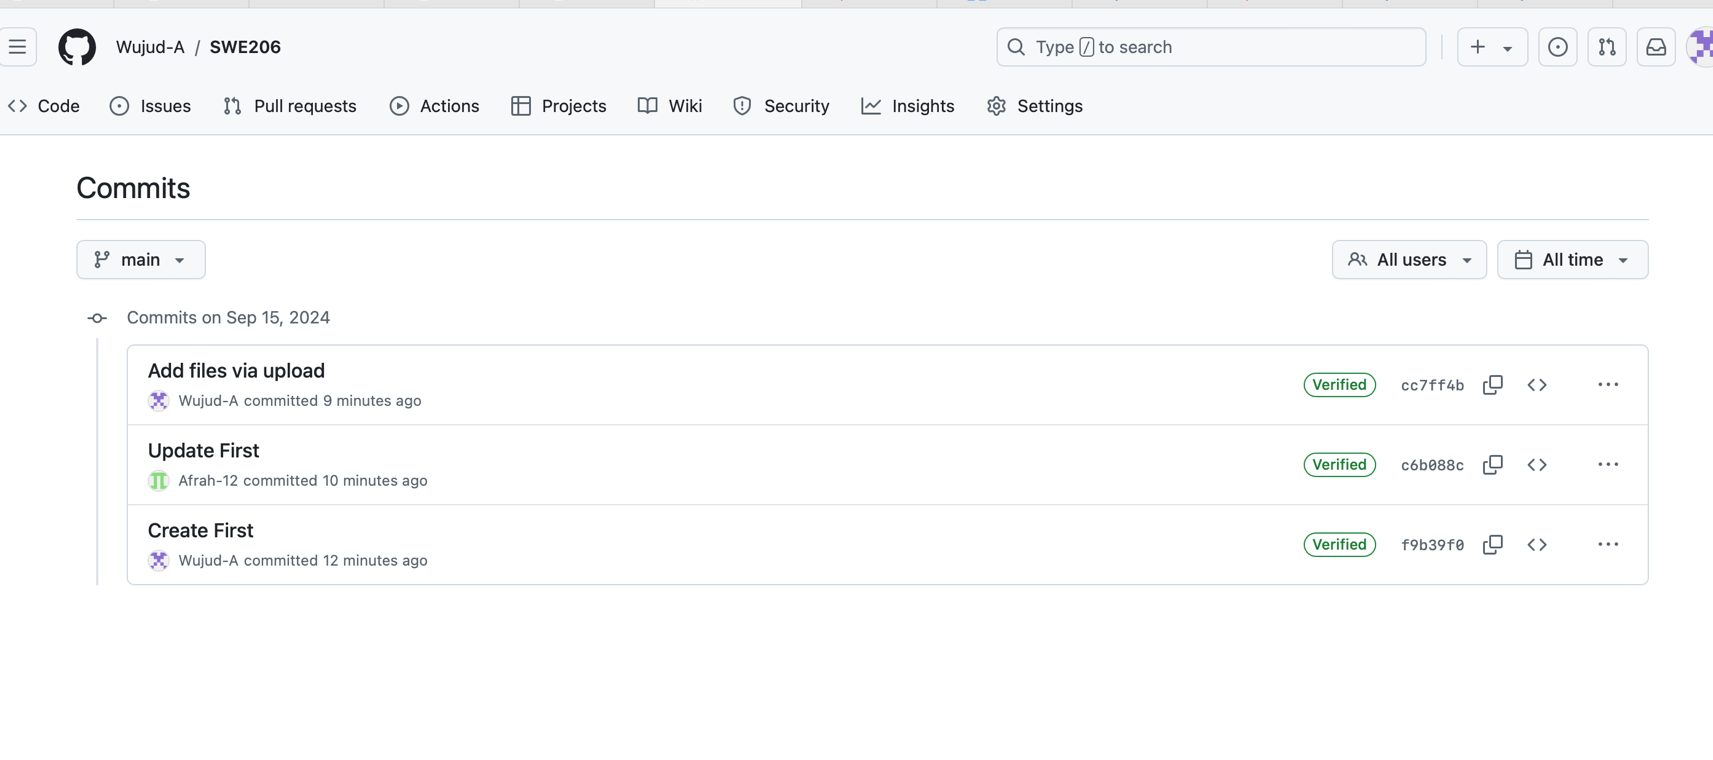 Wujud-A / SWE206
Type / to search
Code Issues Pull requests Actions Projects Wiki Security Insights Settings
Commits
main
All users All time
Commits on Sep 15, 2024
Add files via upload
Wujud-A committed 9 minutes ago
Verified cc7ff4b
Update First
Afrah-12 committed 10 minutes ago
Verified c6b088c
Create First
Wujud-A committed 12 minutes ago
Verified f9b39f0